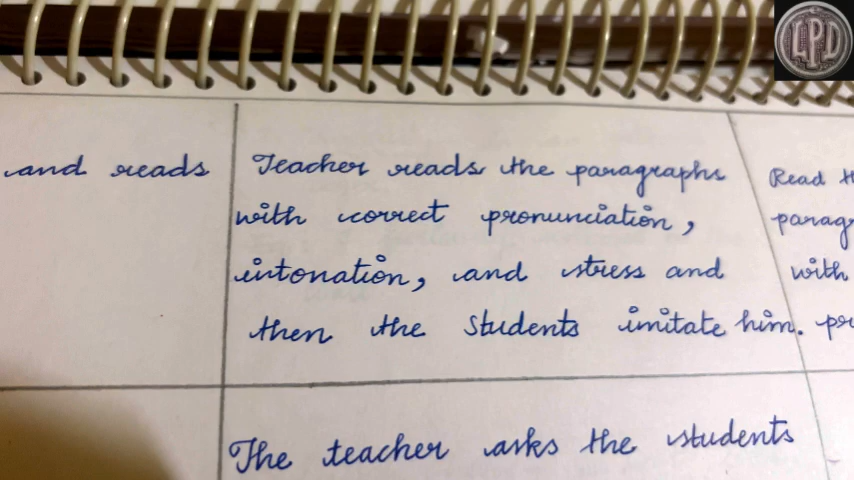 LPD
and reads
Teacher reads the paragraphs
with correct pronunciation,
intonation, and stress and
then the students imitate him.
The teacher asks the students
Read
with